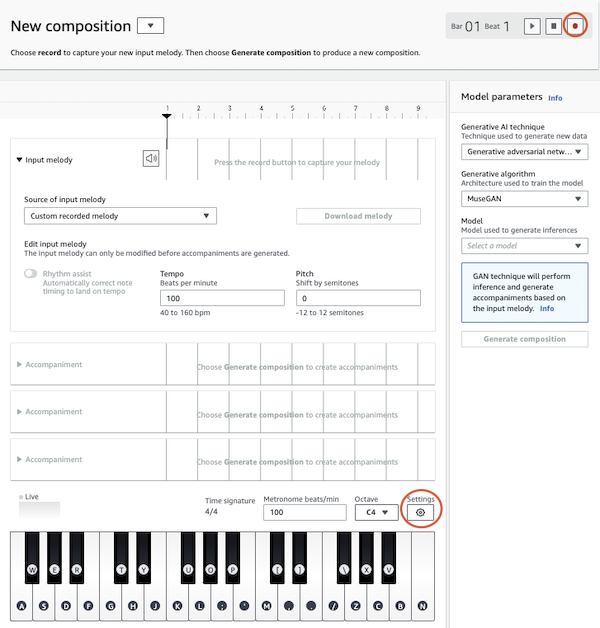 New composition
Bar 01 Beat 1
Choose record to capture your new input melody. Then choose Generate composition to produce a new composition.
1 2 3 4 5 6 7 8 9
Input melody
Press the record button to capture your melody
Source of input melody
Custom recorded melody
Download melody
Edit input melody
The input melody can only be modified before accompaniments are generated.
Rhythm assist
Automatically correct note
timing to land on tempo
Tempo
Beats per minute
100
40 to 160 bpm
Pitch
Shift by semitones
0
-12 to 12 semitones
Accompaniment
Choose Generate composition to create accompaniments
Accompaniment
Choose Generate composition to create accompaniments
Accompaniment
Choose Generate composition to create accompaniments
Live
Time signature
4/4
Metronome beats/min
100
Octave
C4
Settings
W E R T Y U O P [ ] \ X V
A S D F G H J K L ; ' M , . / Z C B N
Model parameters Info
Generative AI technique
Technique used to generate new data
Generative adversarial netw...
Generative algorithm
Architecture used to train the model
MuseGAN
Model
Model used to generate inferences
Select a model
GAN technique will perform
inference and generate
accompaniments based on
the input melody. Info
Generate composition